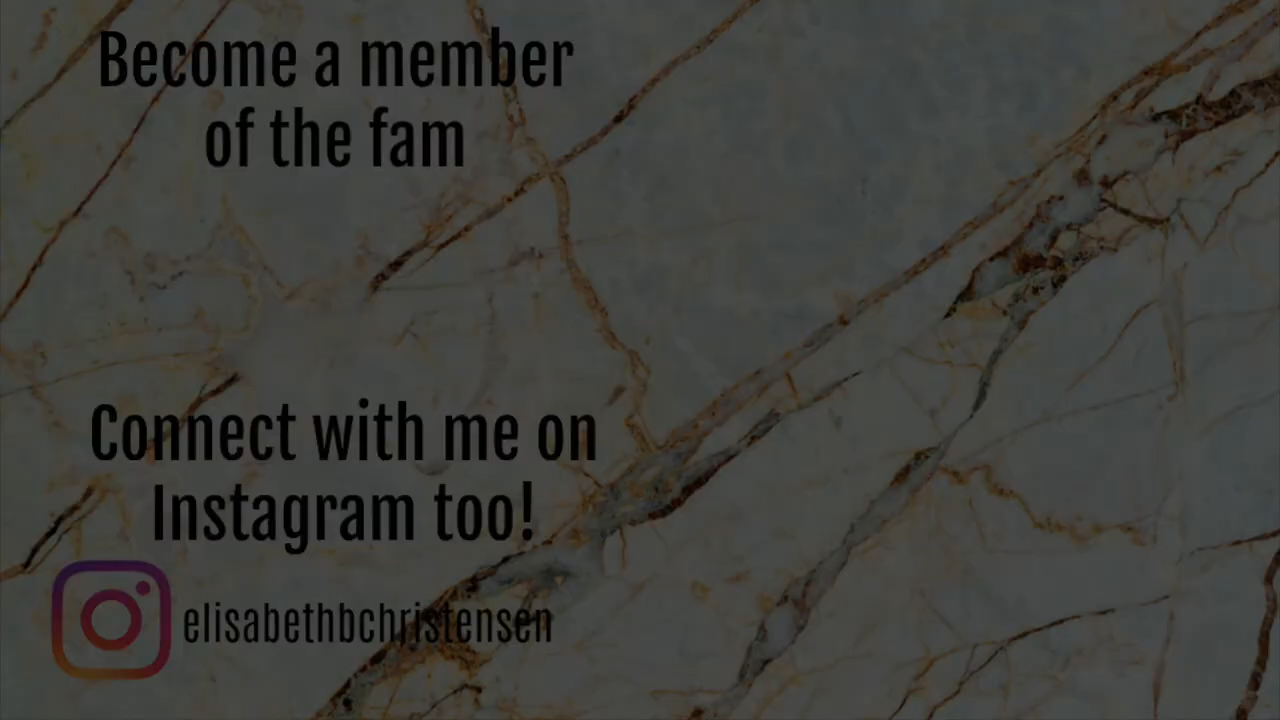 Become a member
of the fam
Connect with me on
Instagram too!
elisabethbchristensen